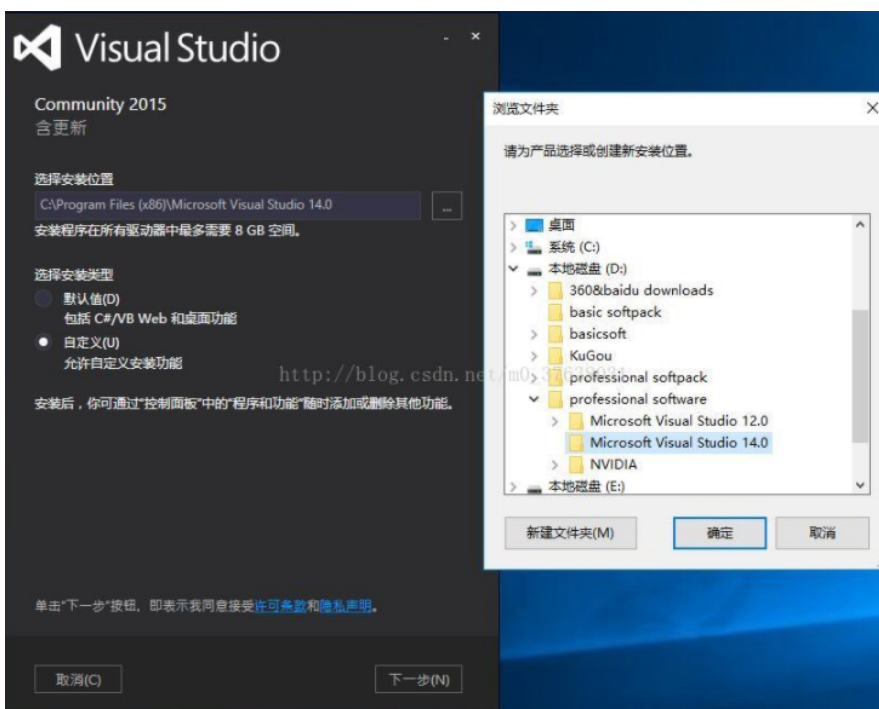 Visual Studio
Community 2015
含更新
选择安装位置
C:\Program Files (x86)\Microsoft Visual Studio 14.0
...
安装程序在所有驱动器中最多需要 8 GB 空间。
选择安装类型
默认值(D)
包括 C#/VB Web 和桌面功能
自定义(U)
允许自定义安装功能
安装后，你可通过“控制面板”中的“程序和功能”随时添加或删除其他功能。
单击“下一步”按钮，即表示我同意接受许可条款和隐私声明。
取消(C)
下一步(N)
浏览文件夹
请为产品选择或创建新安装位置。
桌面
系统 (C:)
本地磁盘 (D:)
360&baidu downloads
basic softpack
basicsoft
KuGou
professional softpack
professional software
Microsoft Visual Studio 12.0
Microsoft Visual Studio 14.0
NVIDIA
本地磁盘 (E:)
新建文件夹(M)
确定
取消
http://blog.csdn.net